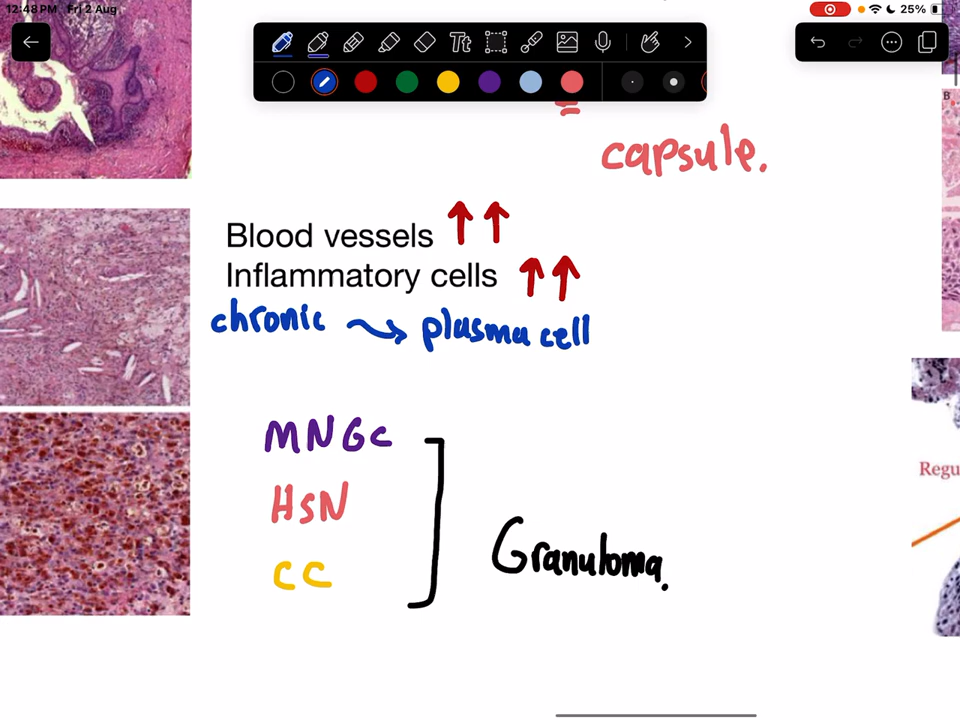 12:48 PM Fri 2 Aug
25%
Tt
capsule.
B
Blood vessels ↑↑
Inflammatory cells ↑↑
chronic → plasma cell
MNGC
HSN
CC
Granuloma.
Regu